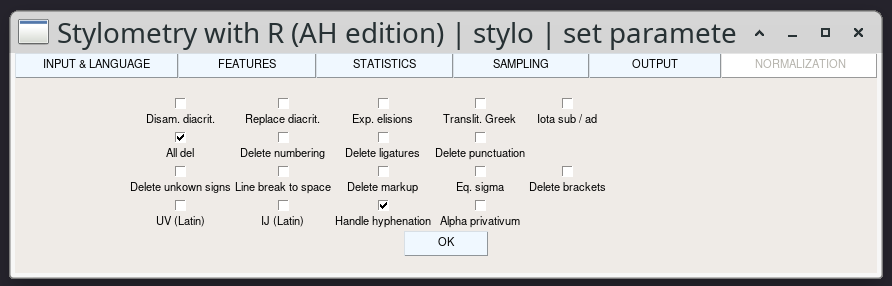 Stylometry with R (AH edition) | stylo | set paramete
INPUT & LANGUAGE FEATURES STATISTICS SAMPLING OUTPUT NORMALIZATION
Disam. diacrit. Replace diacrit. Exp. elisions Translit. Greek Iota sub / ad
All del Delete numbering Delete ligatures Delete punctuation
Delete unkown signs Line break to space Delete markup Eq. sigma Delete brackets
UV (Latin) IJ (Latin) Handle hyphenation Alpha privativum
OK